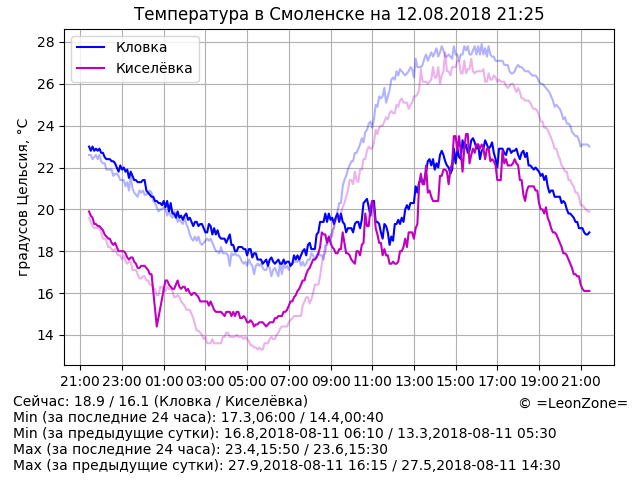 Температура в Смоленске на 12.08.2018 21:25
градусов Цельсия, °C
28
26
24
22
20
18
16
14
Кловка
Киселёвка
21:00 23:00 01:00 03:00 05:00 07:00 09:00 11:00 13:00 15:00 17:00 19:00 21:00
Сейчас: 18.9 / 16.1 (Кловка / Киселёвка)
© =LeonZone=
Min (за последние 24 часа): 17.3,06:00 / 14.4,00:40
Min (за предыдущие сутки): 16.8,2018-08-11 06:10 / 13.3,2018-08-11 05:30
Max (за последние 24 часа): 23.4,15:50 / 23.6,15:30
Max (за предыдущие сутки): 27.9,2018-08-11 16:15 / 27.5,2018-08-11 14:30